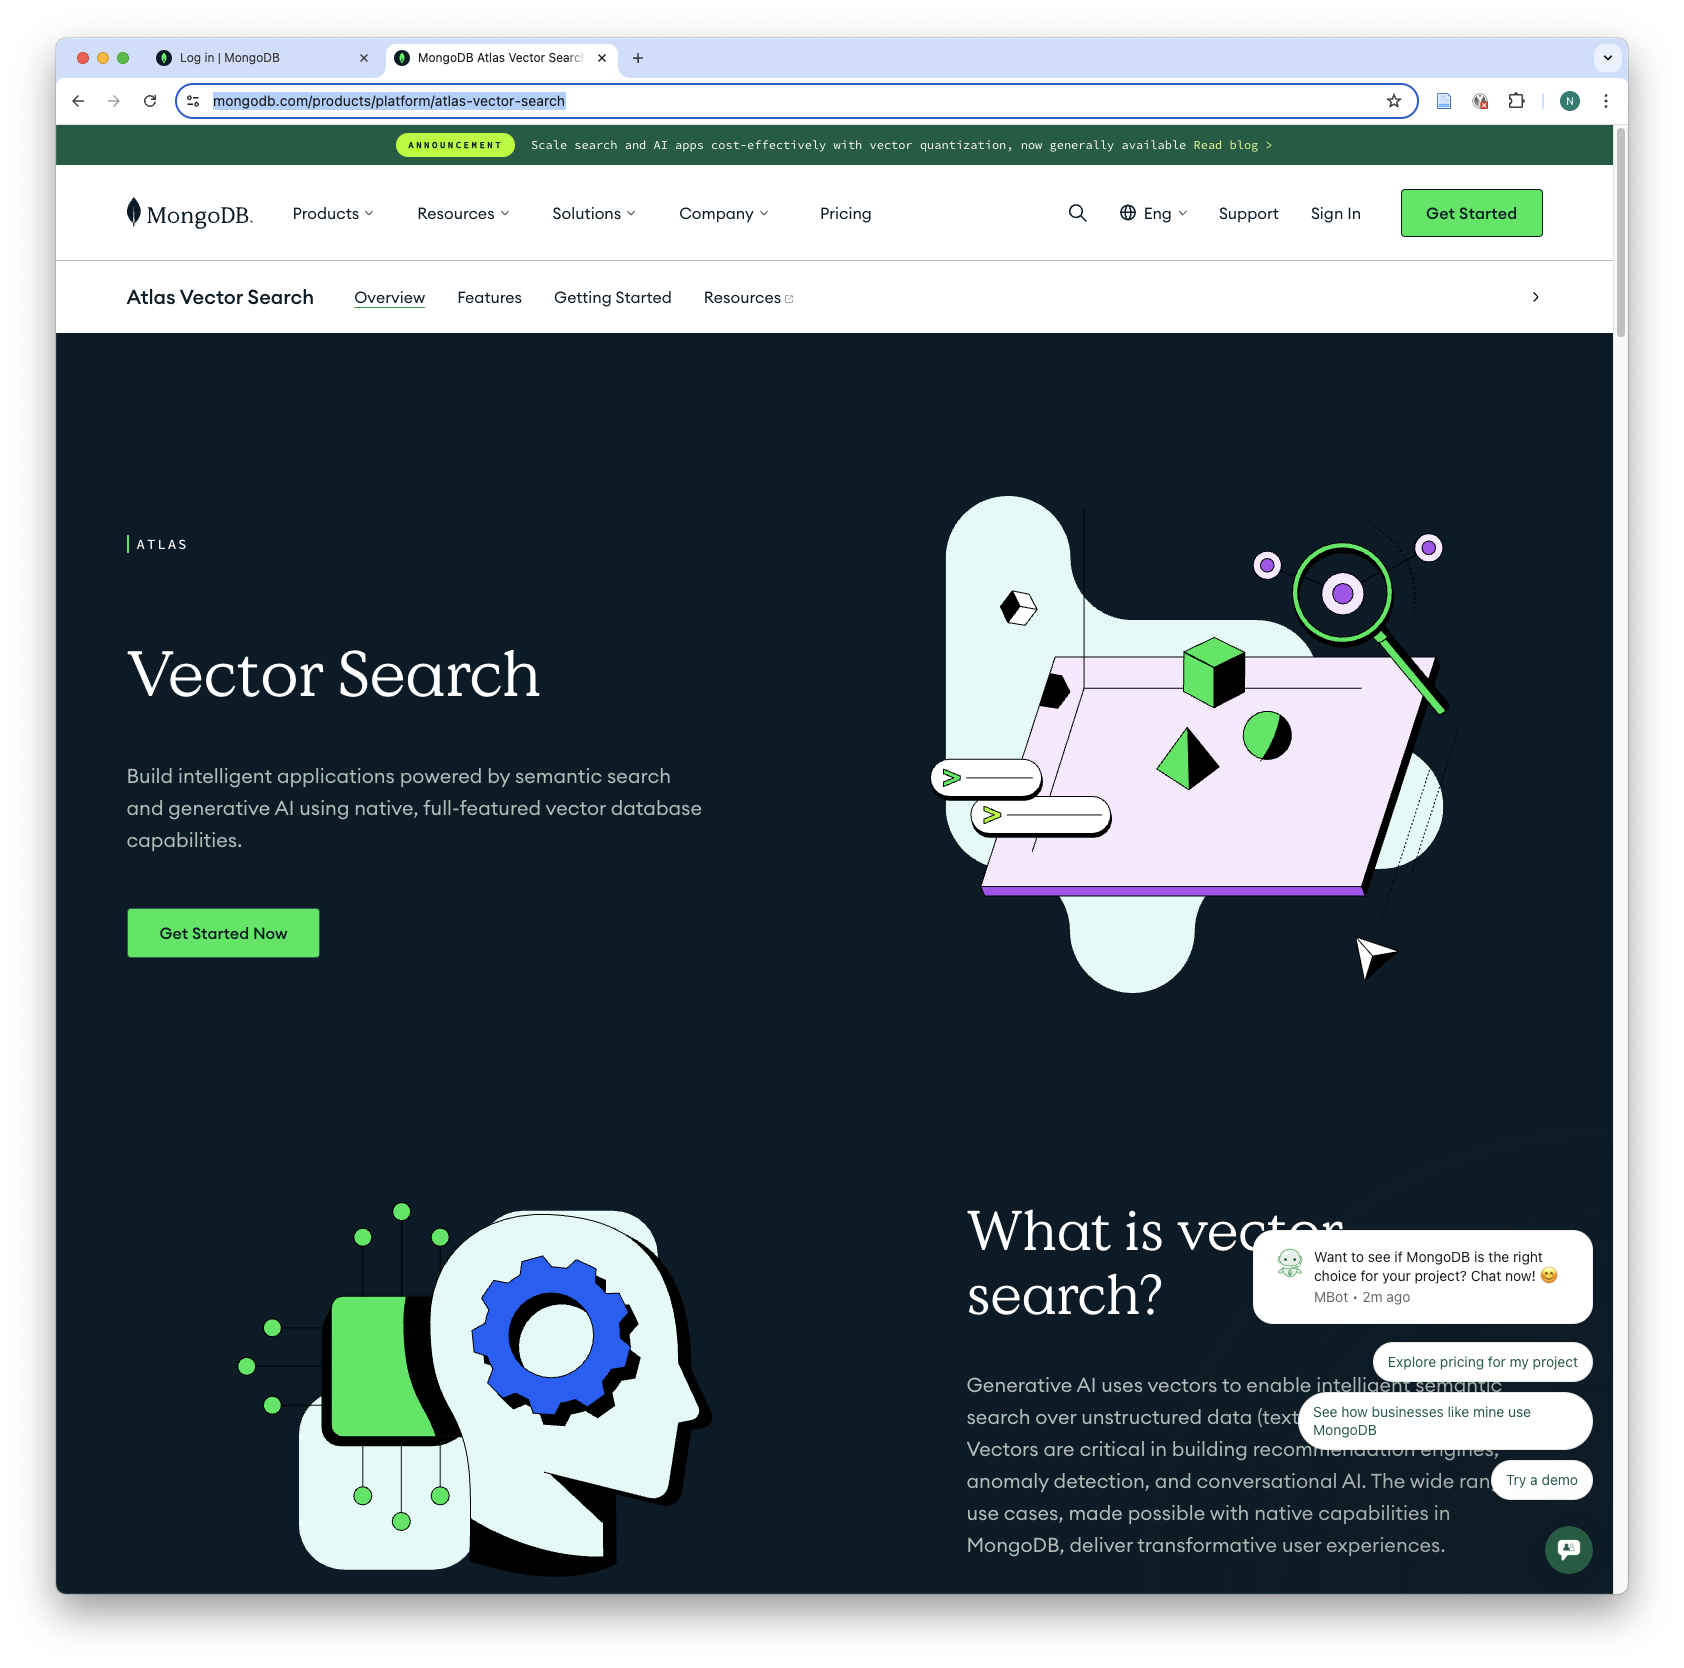 Log in | MongoDB
MongoDB Atlas Vector Searc
mongodb.com/products/platform/atlas-vector-search
N
ANNOUNCEMENT Scale search and AI apps cost-effectively with vector quantization, now generally available Read blog >
MongoDB. Products Resources Solutions Company Pricing Eng Support Sign In Get Started
Atlas Vector Search Overview Features Getting Started Resources
ATLAS
Vector Search
Build intelligent applications powered by semantic search
and generative AI using native, full-featured vector database
capabilities.
Get Started Now
What is vector
search?
Generative AI uses vectors to enable intelligent semantic
search over unstructured data (text
Vectors are critical in building recommendation engines,
anomaly detection, and conversational AI. The wide ran
use cases, made possible with native capabilities in
MongoDB, deliver transformative user experiences.
Want to see if MongoDB is the right
choice for your project? Chat now! 😊
MBot • 2m ago
Explore pricing for my project
See how businesses like mine use
MongoDB
Try a demo